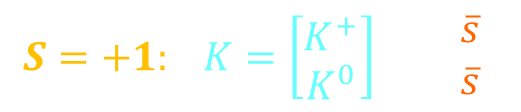 S = +1: K = [K⁺ K⁰] s̅ s̅